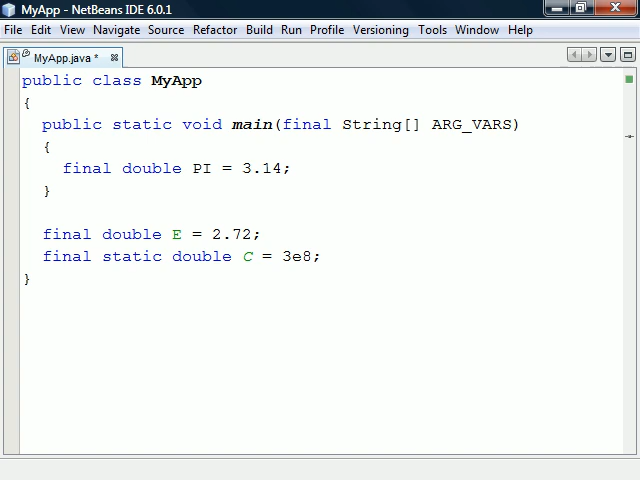 MyApp - NetBeans IDE 6.0.1
File Edit View Navigate Source Refactor Build Run Profile Versioning Tools Window Help
MyApp.java *
public class MyApp
{
public static void main(final String[] ARG_VARS)
{
final double PI = 3.14;
}
final double E = 2.72;
final static double C = 3e8;
}